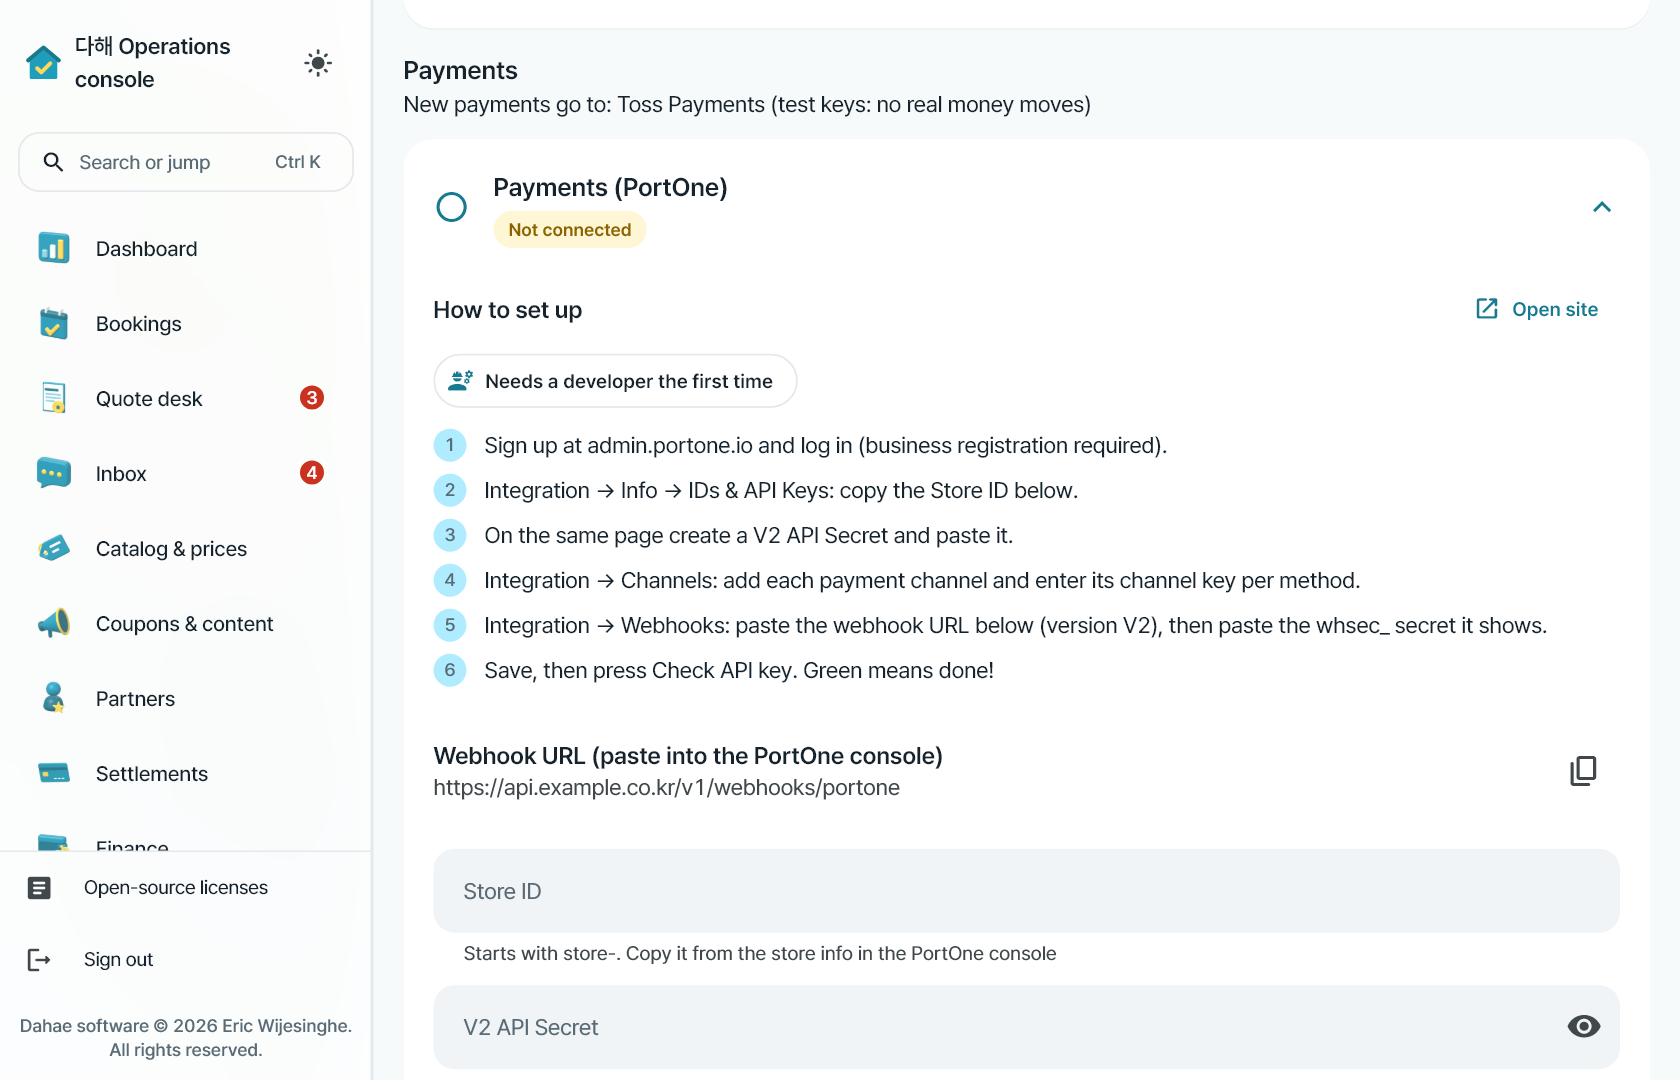 다해 Operations
console
Search or jump
Ctrl K
Dashboard
Bookings
Quote desk
3
Inbox
4
Catalog & prices
Coupons & content
Partners
Settlements
Finance
Open-source licenses
Sign out
Dahae software © 2026 Eric Wijesinghe.
All rights reserved.
Payments
New payments go to: Toss Payments (test keys: no real money moves)
Payments (PortOne)
Not connected
How to set up
Open site
Needs a developer the first time
1 Sign up at admin.portone.io and log in (business registration required).
2 Integration → Info → IDs & API Keys: copy the Store ID below.
3 On the same page create a V2 API Secret and paste it.
4 Integration → Channels: add each payment channel and enter its channel key per method.
5 Integration → Webhooks: paste the webhook URL below (version V2), then paste the whsec_ secret it shows.
6 Save, then press Check API key. Green means done!
Webhook URL (paste into the PortOne console)
https://api.example.co.kr/v1/webhooks/portone
Store ID
Starts with store-. Copy it from the store info in the PortOne console
V2 API Secret